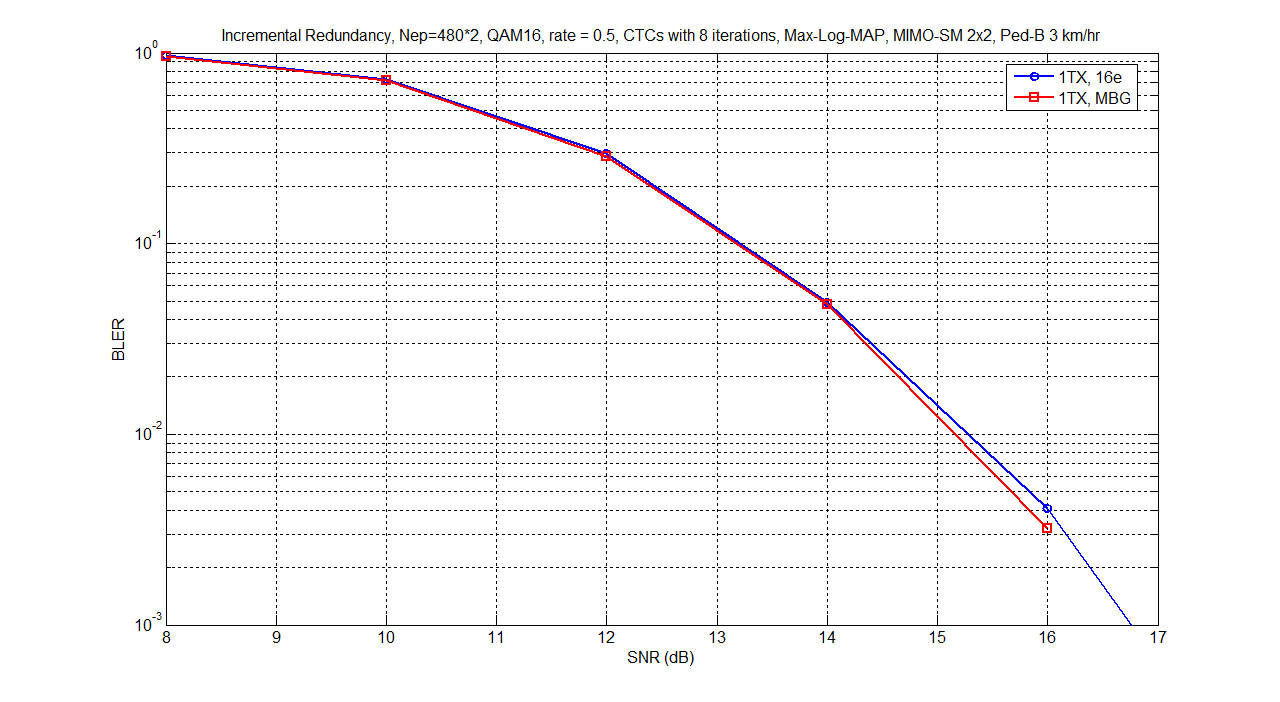 Incremental Redundancy, Nep=480*2, QAM16, rate = 0.5, CTCs with 8 iterations, Max-Log-MAP, MIMO-SM 2x2, Ped-B 3 km/hr
1TX, 16e
1TX, MBG
10^0
10^-1
10^-2
10^-3
BLER
8 9 10 11 12 13 14 15 16 17
SNR (dB)